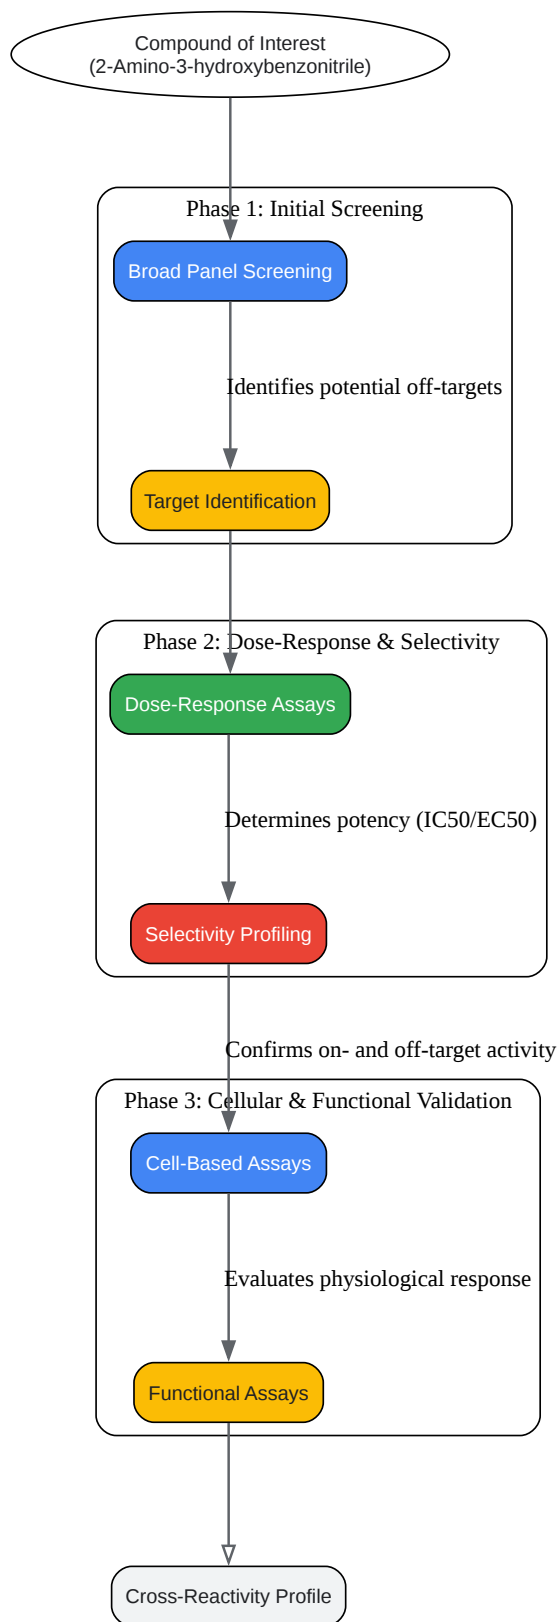 Compound of Interest
(2-Amino-3-hydroxybenzonitrile)
Phase 1: Initial Screening
Broad Panel Screening
Identifies potential off-targets
Target Identification
Phase 2: Dose-Response & Selectivity
Dose-Response Assays
Determines potency (IC50/EC50)
Selectivity Profiling
Confirms on- and off-target activity
Phase 3: Cellular & Functional Validation
Cell-Based Assays
Evaluates physiological response
Functional Assays
Cross-Reactivity Profile